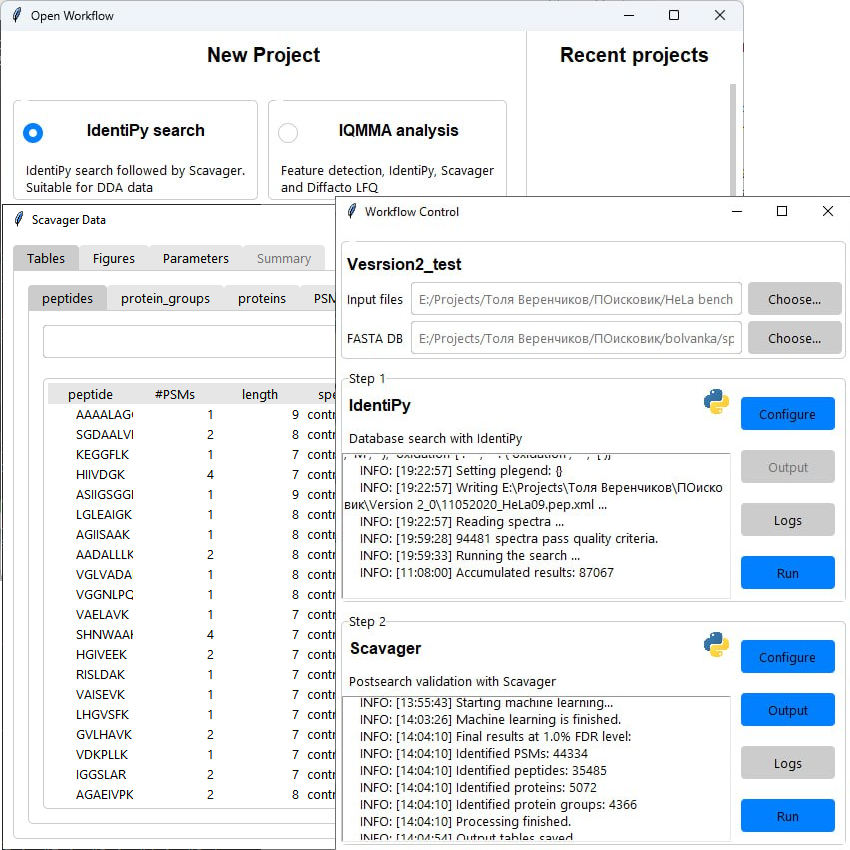 Open Workflow
New Project
Recent projects
IdentiPy search
IdentiPy search followed by Scavager.
Suitable for DDA data
IQMMA analysis
Feature detection, IdentiPy, Scavager
and Diffacto LFQ
Scavager Data
Tables Figures Parameters Summary
peptides protein_groups proteins PSM
peptide #PSMs length spe
AAAALAG 1 9 contr
SGDAALVI 2 8 contr
KEGGFLK 1 7 contr
HIIVDGK 4 7 contr
ASIIGSGGI 1 9 contr
LGLEAIGK 1 8 contr
AGIISAAK 1 8 contr
AADALLLK 2 8 contr
VGLVADA 1 8 contr
VGGNLPQ 1 8 contr
VAELAVK 1 7 contr
SHNWAAK 4 7 contr
HGIVEEK 2 7 contr
RISLDAK 1 7 contr
VAISEVK 1 7 contr
LHGVSFK 1 7 contr
GVLHAVK 2 7 contr
VDKPLLK 1 7 contr
IGGSLAR 2 7 contr
AGAEIVPK 2 8 contr
Workflow Control
Vesrsion2_test
Input files E:/Projects/Толя Веренчиков/ПОисковик/HeLa bench Choose...
FASTA DB E:/Projects/Толя Веренчиков/ПОисковик/bolvanka/sp Choose...
Step 1
IdentiPy
Database search with IdentiPy
INFO: [19:22:57] Setting plegend: {}
INFO: [19:22:57] Writing E:\Projects\Толя Веренчиков\ПОиско
вик\Version 2_0\11052020_HeLa09.pep.xml ...
INFO: [19:22:57] Reading spectra ...
INFO: [19:59:28] 94481 spectra pass quality criteria.
INFO: [19:59:33] Running the search ...
INFO: [11:08:00] Accumulated results: 87067
Configure
Output
Logs
Run
Step 2
Scavager
Postsearch validation with Scavager
INFO: [13:55:43] Starting machine learning...
INFO: [14:03:26] Machine learning is finished.
INFO: [14:04:10] Final results at 1.0% FDR level:
INFO: [14:04:10] Identified PSMs: 44334
INFO: [14:04:10] Identified peptides: 35485
INFO: [14:04:10] Identified proteins: 5072
INFO: [14:04:10] Identified protein groups: 4366
INFO: [14:04:10] Processing finished.
INFO: [14:04:54] Output tables saved
Configure
Output
Logs
Run